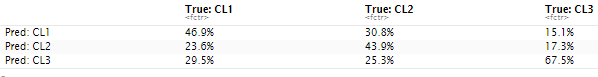 True: CL1 True: CL2 True: CL3
<fctr> <fctr> <fctr>
Pred: CL1 46.9% 30.8% 15.1%
Pred: CL2 23.6% 43.9% 17.3%
Pred: CL3 29.5% 25.3% 67.5%